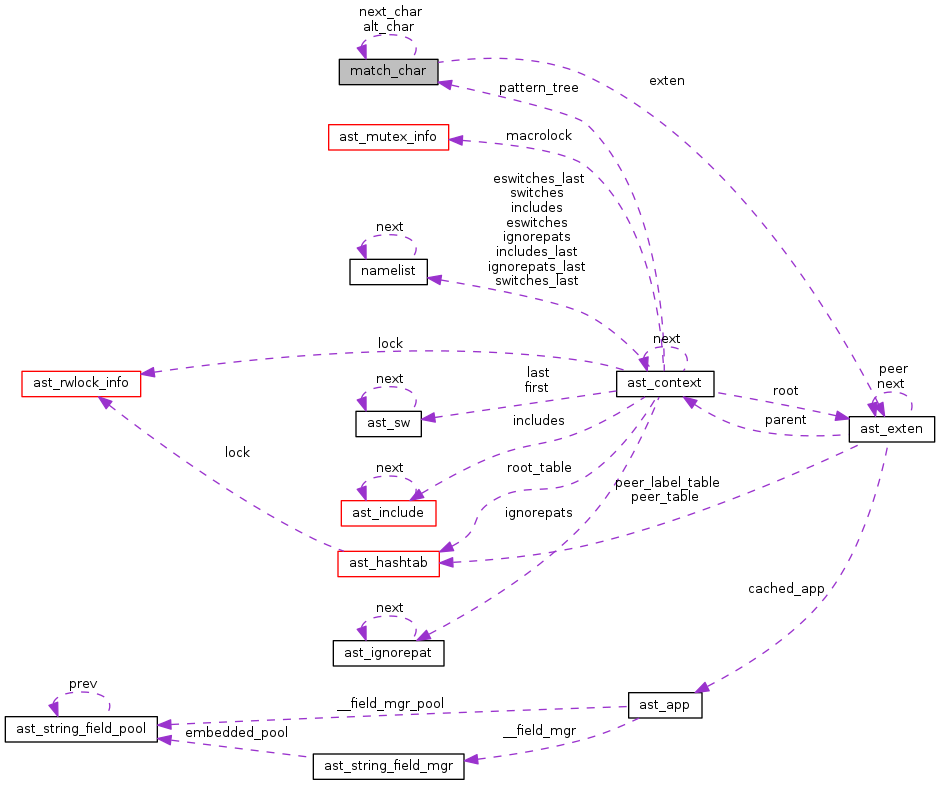 next_char
alt_char
match_char
exten
pattern_tree
ast_mutex_info
macrolock
eswitches_last
switches
includes
eswitches
ignorepats
includes_last
ignorepats_last
switches_last
next
namelist
next
lock
ast_rwlock_info
ast_context
last
first
next
ast_sw
root
parent
peer
next
ast_exten
includes
next
ast_include
lock
root_table
peer_label_table
peer_table
ignorepats
ast_hashtab
cached_app
next
ast_ignorepat
prev
__field_mgr_pool
ast_app
ast_string_field_pool
embedded_pool
__field_mgr
ast_string_field_mgr